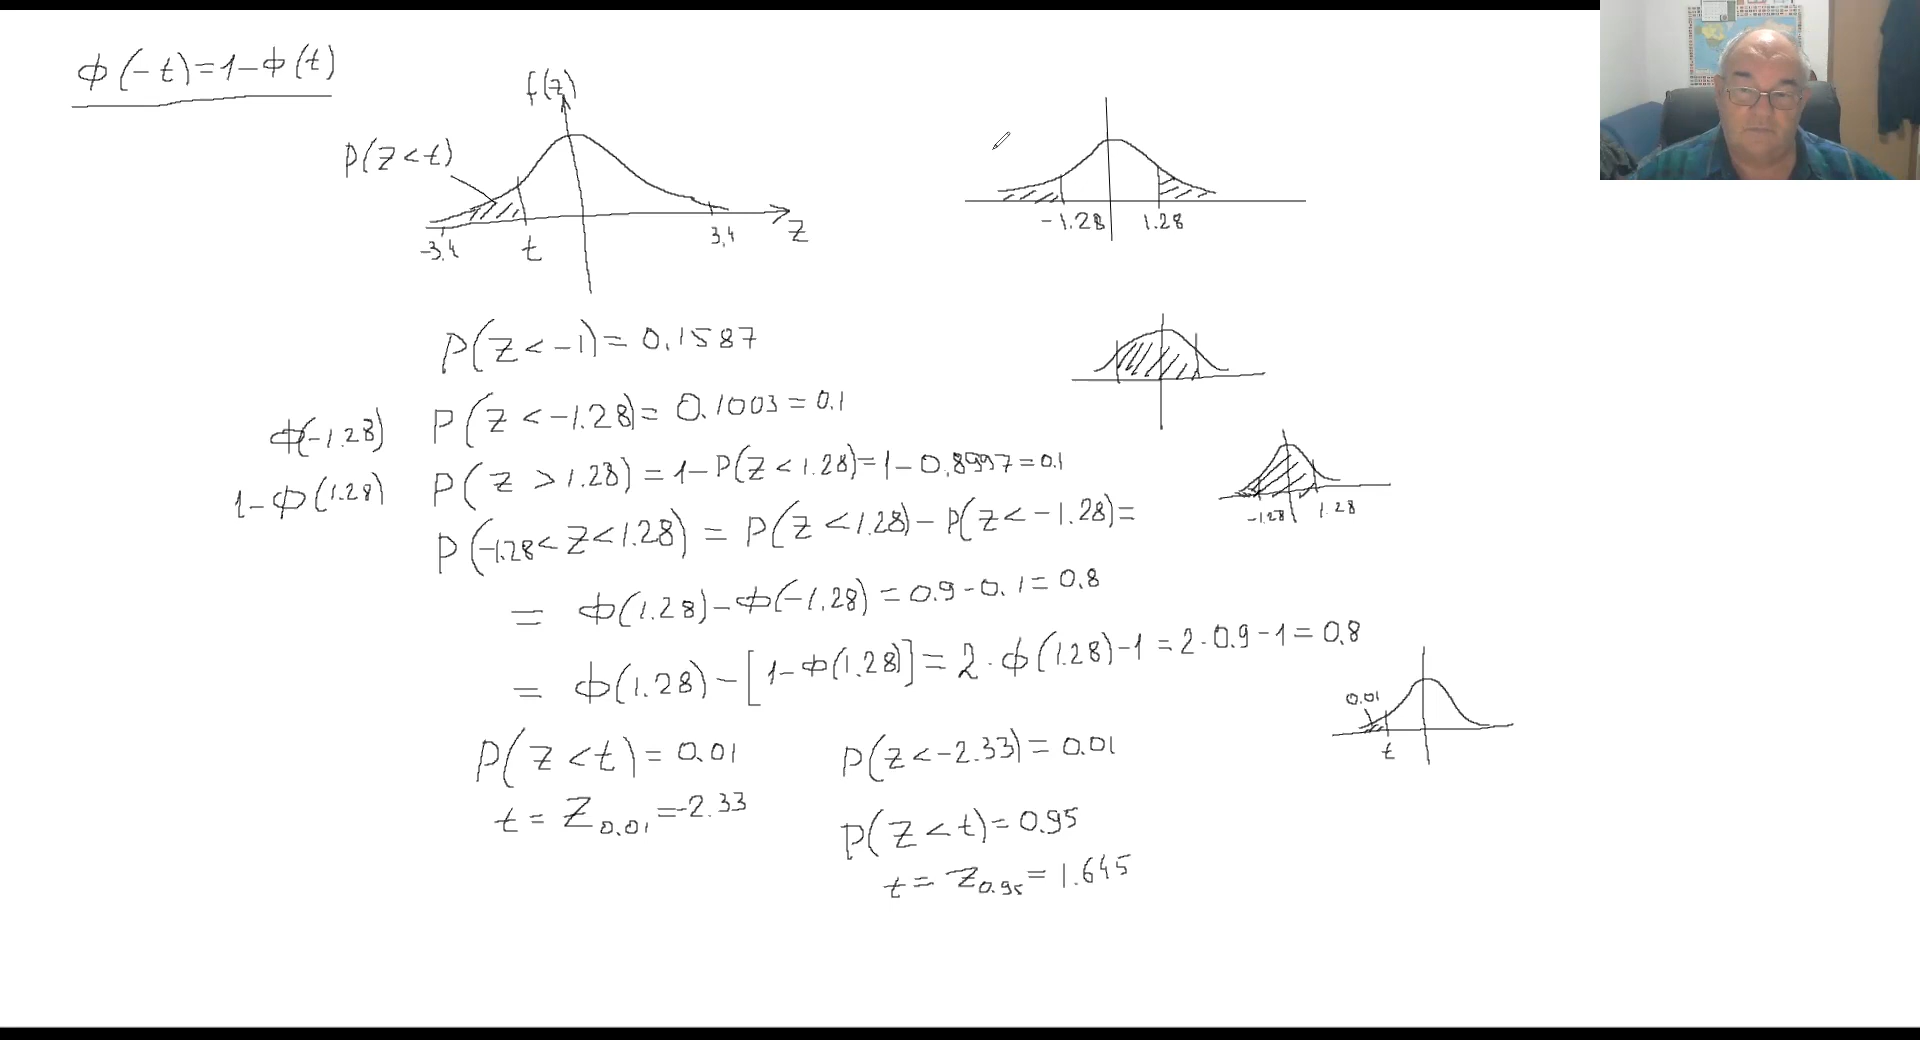 Φ(-t)=1-Φ(t)
f(z)
P(Z<t)
-3,4
t
3,4
Z
-1.28
1.28
P(Z<-1)=0.1587
Φ(-1.28)
P(Z<-1.28)=0.1003=0.1
1-Φ(1.28)
P(Z>1.28)=1-P(Z<1.28)=1-0.8997=0.1
P(-1.28<Z<1.28)=P(Z<1.28)-P(Z<-1.28)=
-1.28
1.28
=Φ(1.28)-Φ(-1.28)=0.9-0.1=0.8
=Φ(1.28)-[1-Φ(1.28)]=2·Φ(1.28)-1=2·0.9-1=0.8
0.01
t
P(Z<t)=0.01
P(Z<-2.33)=0.01
t=Z0.01=-2.33
P(Z<t)=0.95
t=Z0.95=1.645